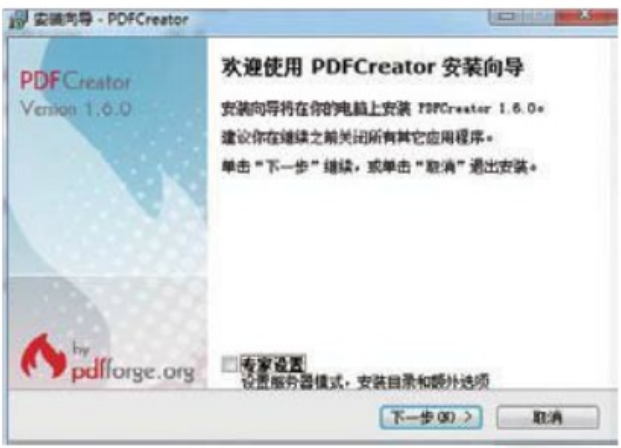 安装向导 - PDFCreator
PDFCreator
Version 1.6.0
欢迎使用 PDFCreator 安装向导
安装向导将在你的电脑上安装 PDFCreator 1.6.0。
建议你在继续之前关闭所有其它应用程序。
单击“下一步”继续，或单击“取消”退出安装。
by
pdfforge.org
专家设置
设置服务器模式，安装目录和额外选项
下一步(N) >
取消